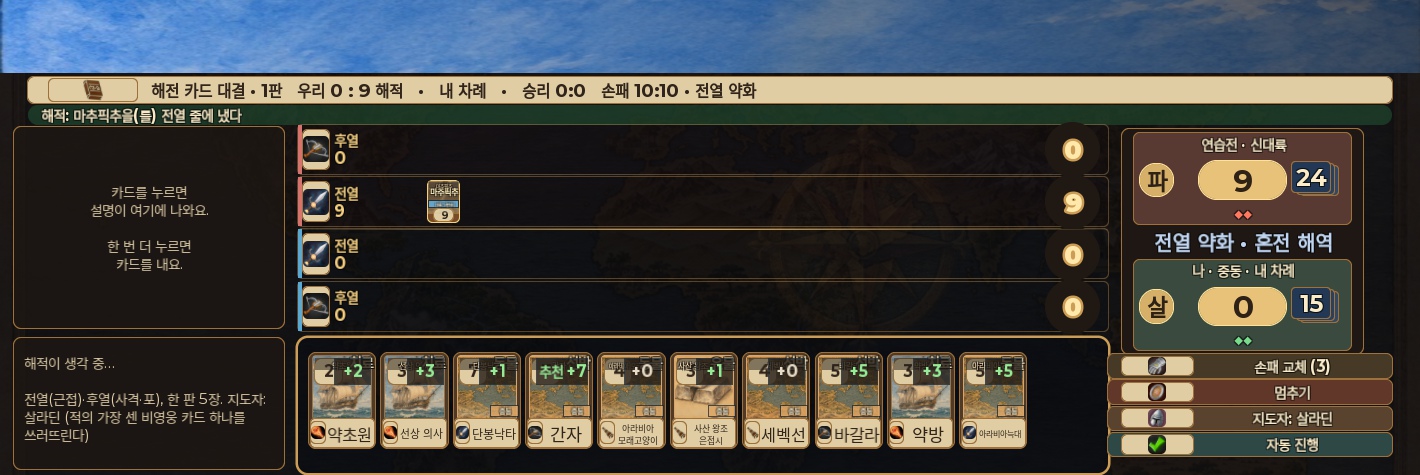 해전 카드 대결 • 1판 우리 0 : 9 해적 • 내 차례 • 승리 0:0 손패 10:10 • 전열 약화
해적: 마추픽추을(를) 전열 줄에 냈다
카드를 누르면
설명이 여기에 나와요.
한 번 더 누르면
카드를 내요.
해적이 생각 중...
전열(근접)·후열(사격·포), 한 판 5장. 지도자:
살라딘 (적의 가장 센 비영웅 카드 하나를
쓰러뜨린다)
후열
0
0
전열
9
마추픽추
9
9
전열
0
0
후열
0
0
+2
약초원
+3
선상 의사
+1
단봉낙타
추천 +7
간자
+0
아라비아
모래고양이
+1
사산 왕조
은접시
+0
세벡선
5 +5
바갈라
3 +3
약방
+5
아라비아늑대
연습전 · 신대륙
파
9
24
전열 약화 • 혼전 해역
나 · 중동 · 내 차례
살
0
15
손패 교체 (3)
멈추기
지도자: 살라딘
자동 진행